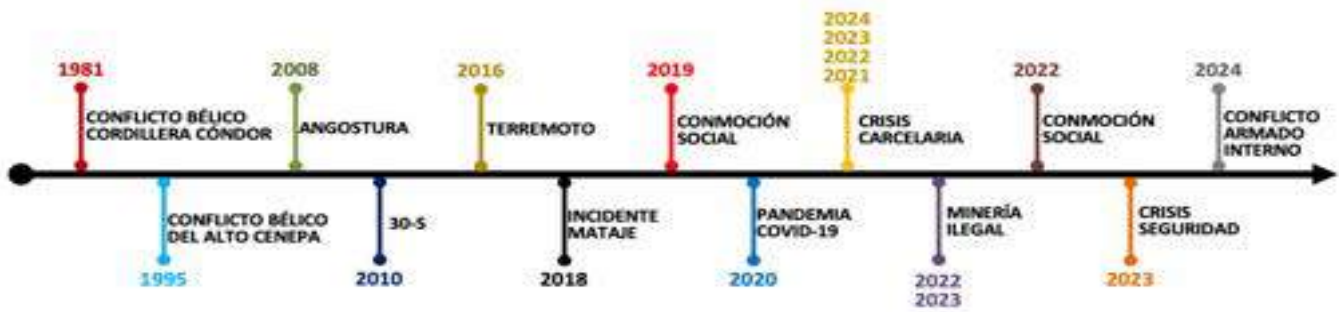 1981
CONFLICTO BÉLICO
CORDILLERA CÓNDOR
1995
CONFLICTO BÉLICO
DEL ALTO CENEPA
2008
ANGOSTURA
2010
30-S
2016
TERREMOTO
2018
INCIDENTE
MATAJE
2019
CONMOCIÓN
SOCIAL
2020
PANDEMIA
COVID-19
2024
2023
2022
2021
CRISIS
CARCELARIA
MINERÍA
ILEGAL
2022
2023
2022
CONMOCIÓN
SOCIAL
2023
CRISIS
SEGURIDAD
2024
CONFLICTO
ARMADO
INTERNO